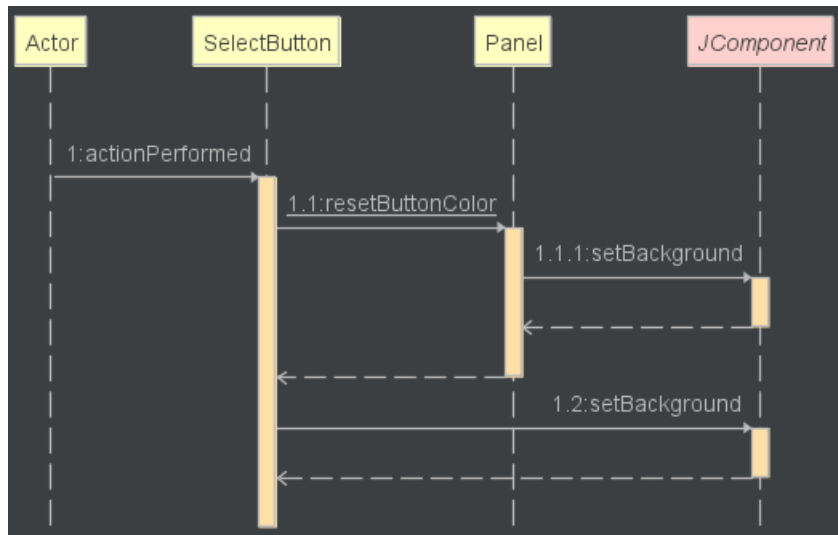 Actor
SelectButton
Panel
JComponent
1:actionPerformed
1.1:resetButtonColor
1.1.1:setBackground
1.2:setBackground